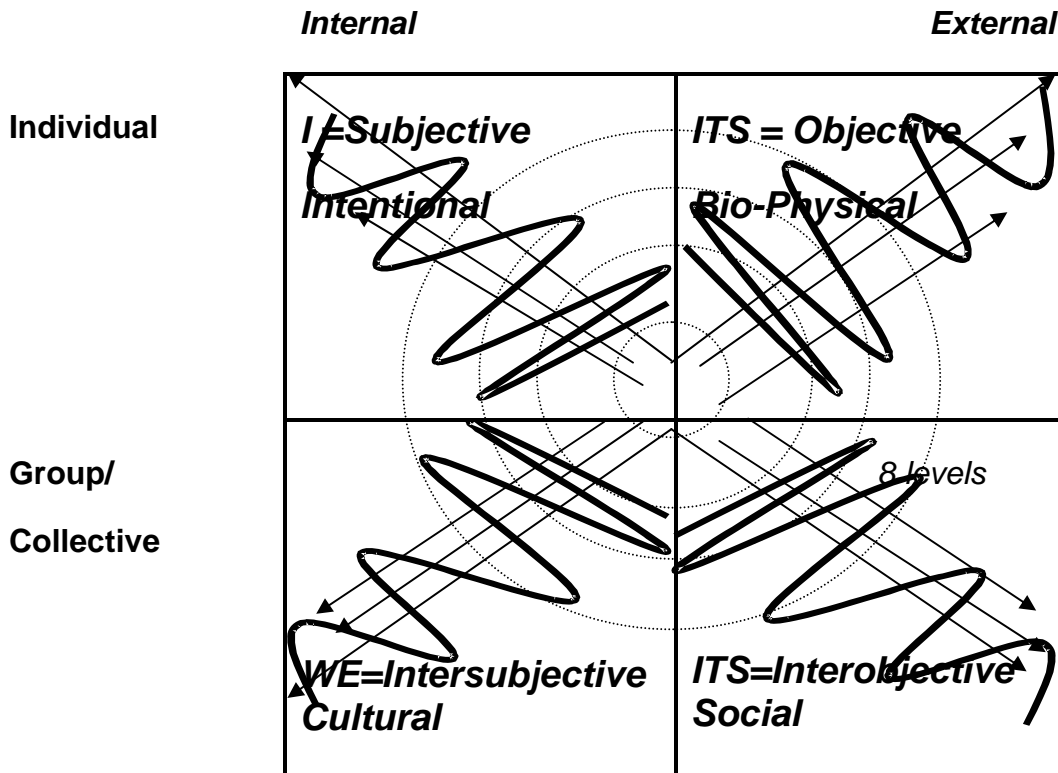 Internal External
Individual
I =Subjective
Intentional
ITS = Objective
Bio-Physical
Group/
Collective
8 levels
WE=Intersubjective
Cultural
ITS=Interobjective
Social